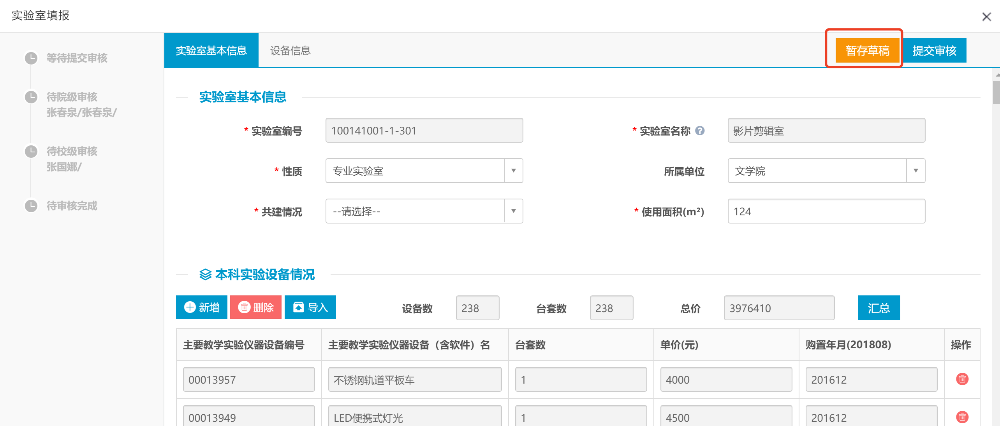 实验室填报
等待提交审核
待院级审核
张春泉/张春泉/
待校级审核
张国娜/
待审核完成
实验室基本信息
设备信息
暂存草稿
提交审核
实验室基本信息
* 实验室编号
100141001-1-301
* 实验室名称
影片剪辑室
* 性质
专业实验室
所属单位
文学院
* 共建情况
--请选择--
* 使用面积(m²)
124
本科实验设备情况
新增
删除
导入
设备数
238
台套数
238
总价
3976410
汇总
主要教学实验仪器设备编号
主要教学实验仪器设备（含软件）名
台套数
单价(元)
购置年月(201808)
操作
00013957
不锈钢轨道平板车
1
4000
201612
00013949
LED便携式灯光
1
4500
201612